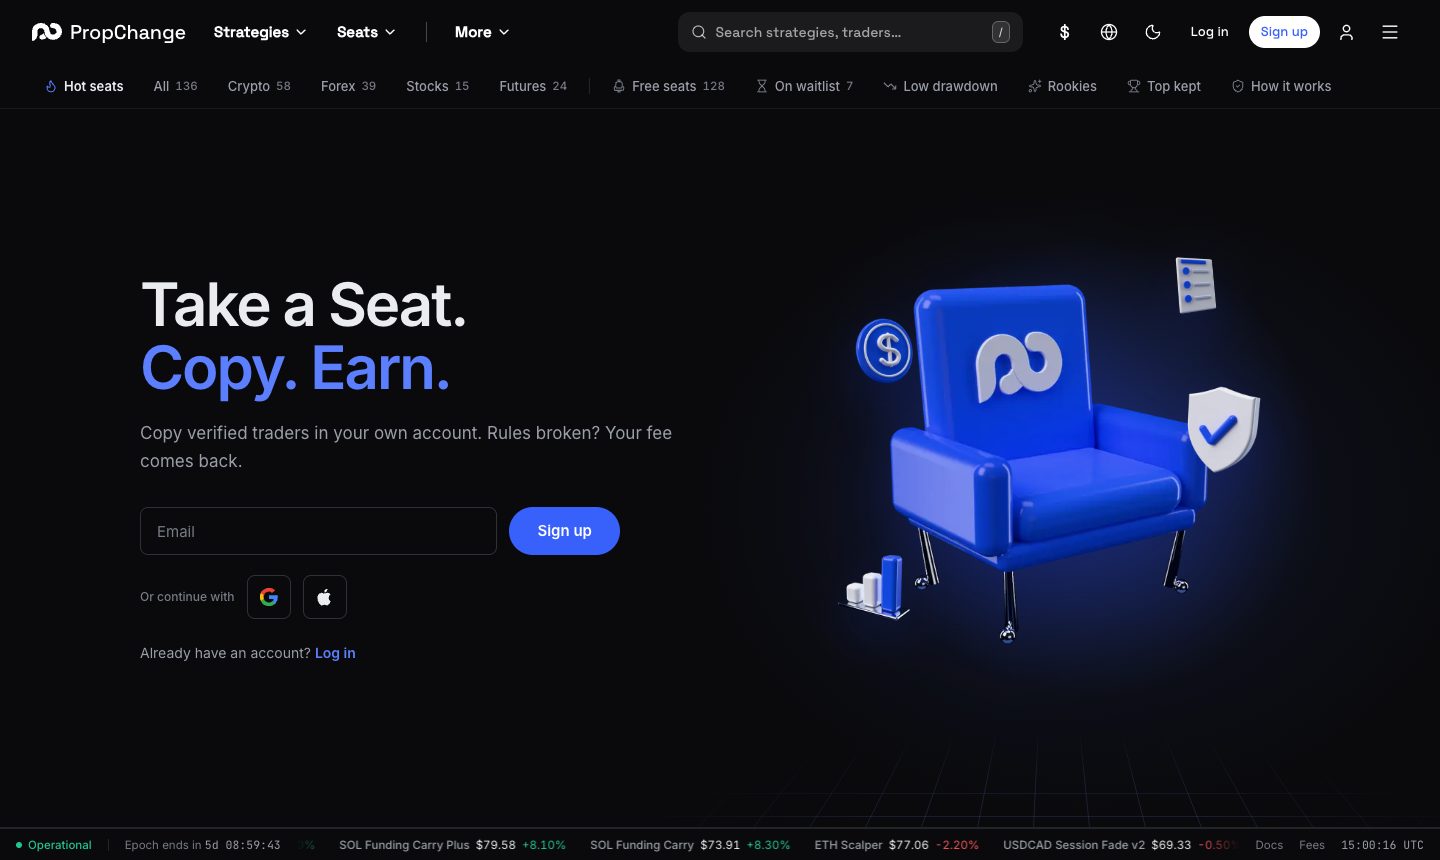 PropChange Strategies Seats More Search strategies, traders... / $ Log in Sign up
Hot seats All 136 Crypto 58 Forex 39 Stocks 15 Futures 24 Free seats 128 On waitlist 7 Low drawdown Rookies Top kept How it works
Take a Seat.
Copy. Earn.
Copy verified traders in your own account. Rules broken? Your fee
comes back.
Email Sign up
Or continue with
Already have an account? Log in
Operational Epoch ends in 5d 08:59:43 SOL Funding Carry Plus $79.58 +8.10% SOL Funding Carry $73.91 +8.30% ETH Scalper $77.06 -2.20% USDCAD Session Fade v2 $69.33 -0.50% Docs Fees 15:00:16 UTC